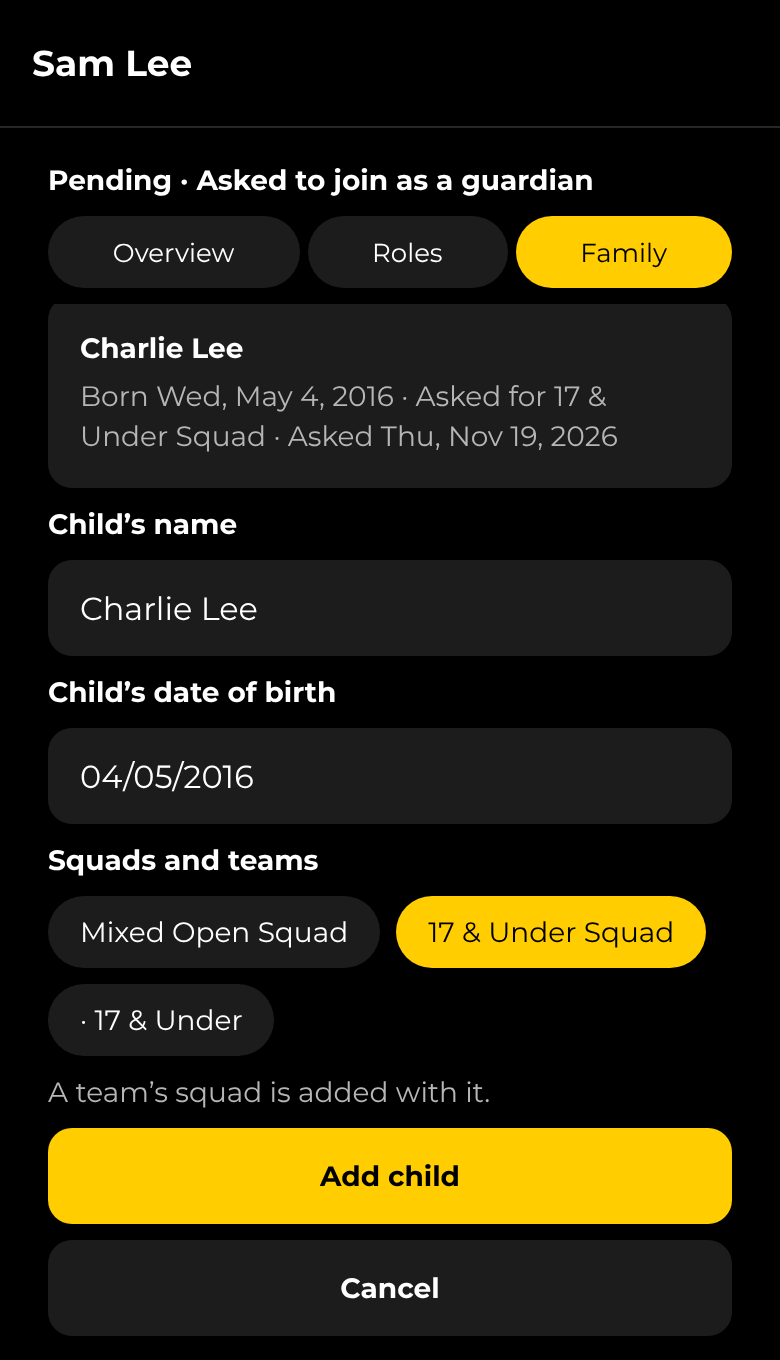 Sam Lee
Pending · Asked to join as a guardian
Overview
Roles
Family
Charlie Lee
Born Wed, May 4, 2016 · Asked for 17 &
Under Squad · Asked Thu, Nov 19, 2026
Child’s name
Charlie Lee
Child’s date of birth
04/05/2016
Squads and teams
Mixed Open Squad
17 & Under Squad
· 17 & Under
A team’s squad is added with it.
Add child
Cancel